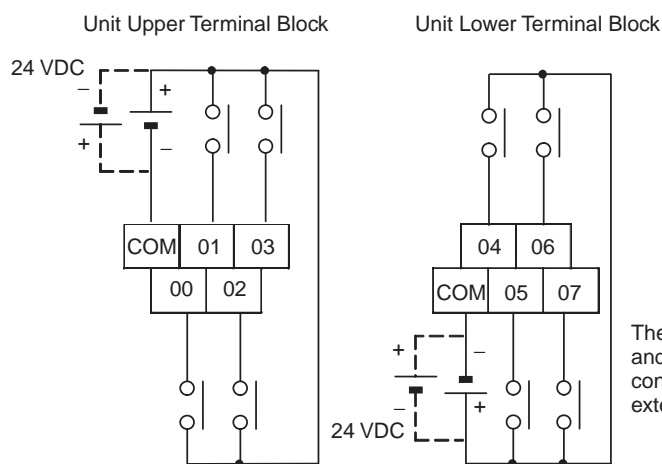 Unit Upper Terminal Block
Unit Lower Terminal Block
24 VDC
–
+
+
–
COM 01 03
00 02
04 06
COM 05 07
+
–
–
+
24 VDC
The
and
con
exte